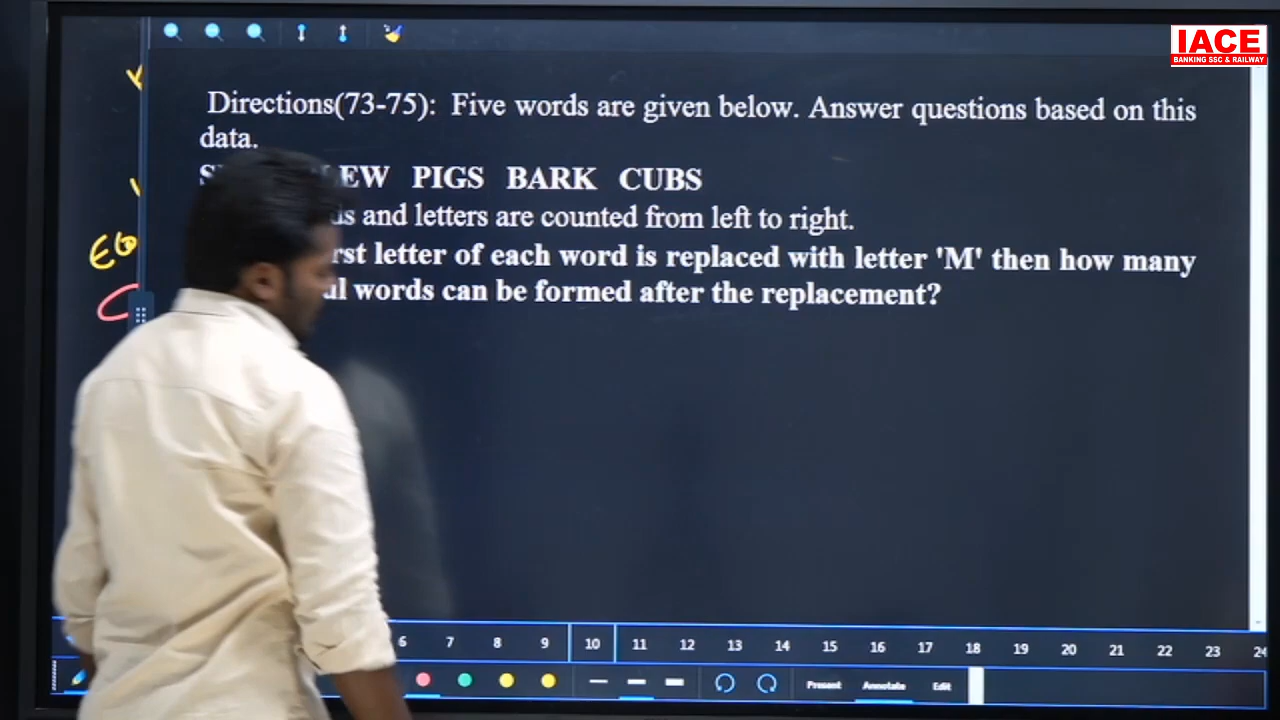 IACE
BANKING SSC & RAILWAY
Directions(73-75): Five words are given below. Answer questions based on this
data.
PIGS BARK CUBS
and letters are counted from left to right.
letter of each word is replaced with letter 'M' then how many
words can be formed after the replacement?
6 7 8 9 10 11 12 13 14 15 16 17 18 19 20 21 22 23 24
Present Annotate Edit